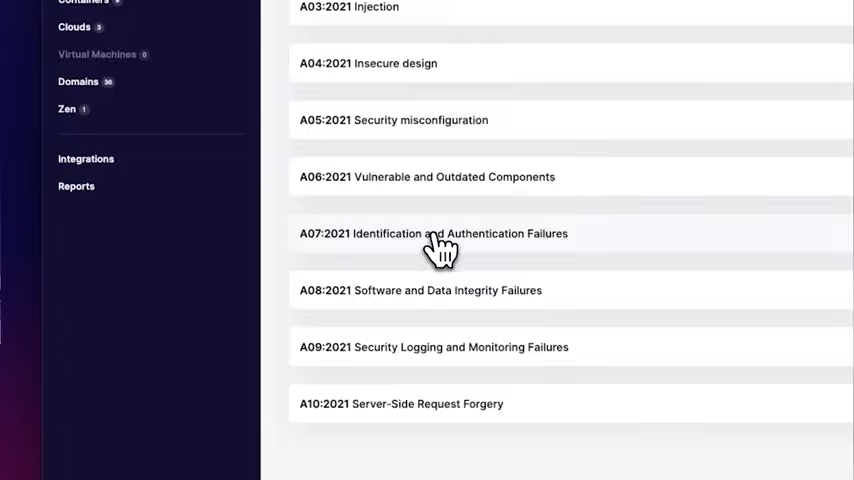 Containers
Clouds 3
Virtual Machines 0
Domains 36
Zen 1
Integrations
Reports
A03:2021 Injection
A04:2021 Insecure design
A05:2021 Security misconfiguration
A06:2021 Vulnerable and Outdated Components
A07:2021 Identification and Authentication Failures
A08:2021 Software and Data Integrity Failures
A09:2021 Security Logging and Monitoring Failures
A10:2021 Server-Side Request Forgery